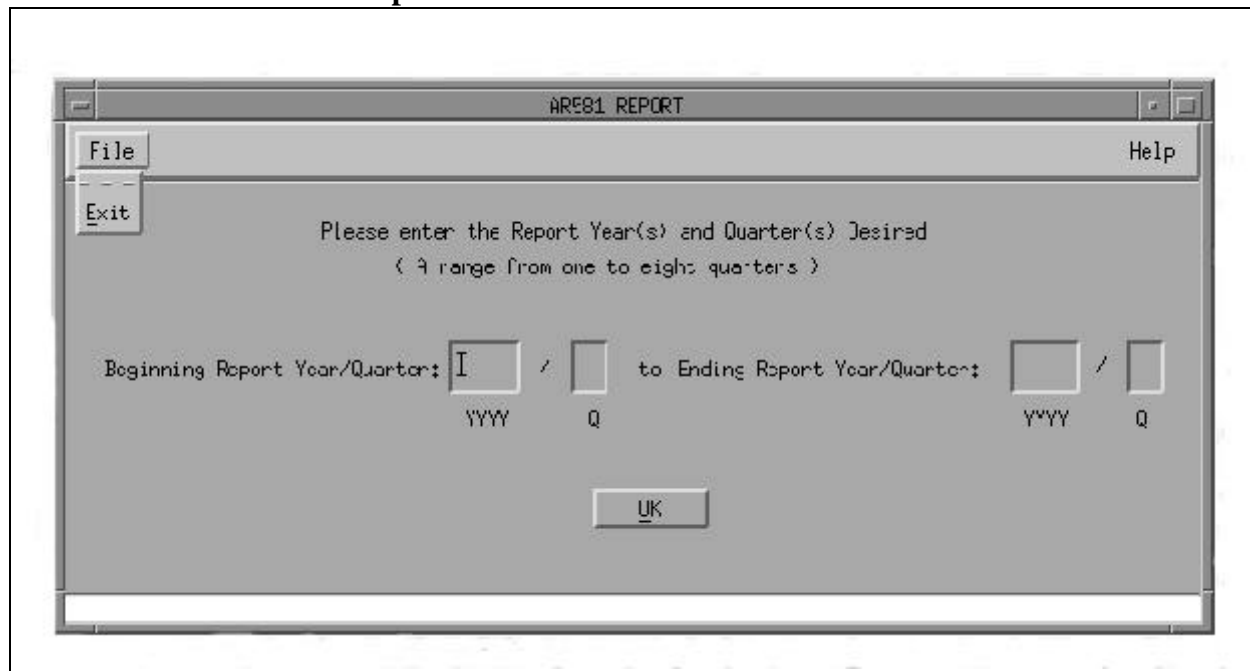 AR581 REPORT
File Help
Exit
Please enter the Report Year(s) and Quarter(s) Desired
( A range from one to eight quarters )
Beginning Report Year/Quarter: / to Ending Report Year/Quarter: /
YYYY Q YYYY Q
OK